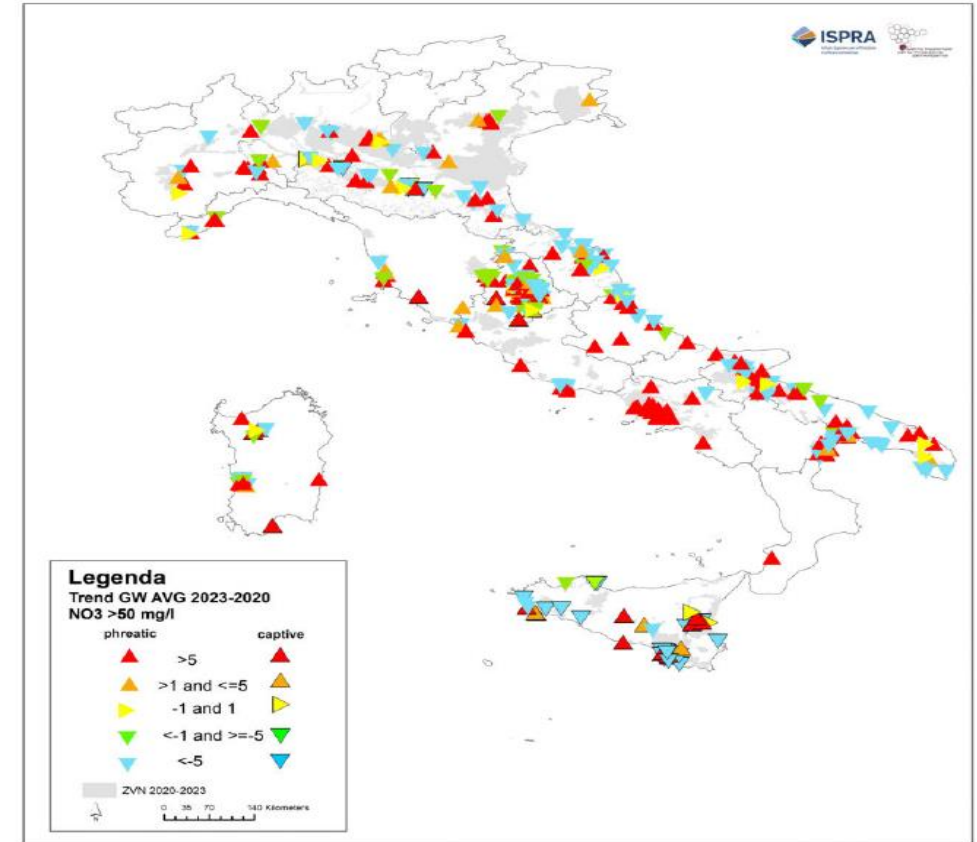 ISPRA
Legenda
Trend GW AVG 2023-2020
NO3 >50 mg/l
phreatic captive
>5
>1 and <=5
-1 and 1
<-1 and >=-5
<-5
ZVN 2020-2023
N
0 35 70 140 Kilometers